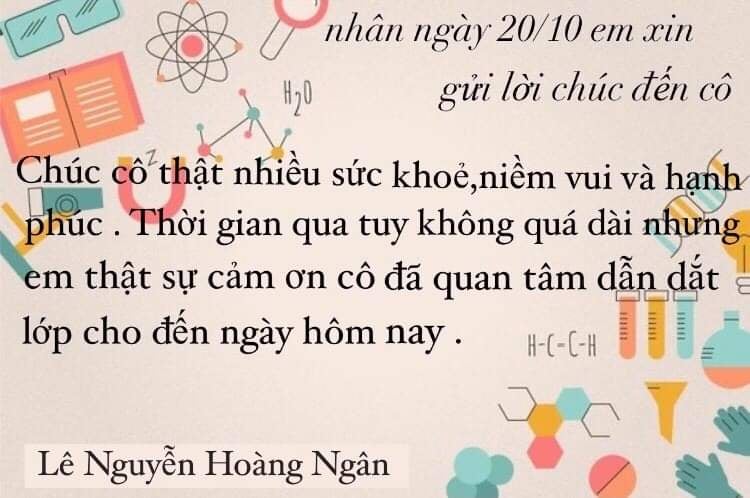 nhân ngày 20/10 em xin
gửi lời chúc đến cô
H₂O
Chúc cô thật nhiều sức khoẻ,niềm vui và hạnh
phúc . Thời gian qua tuy không quá dài nhưng
em thật sự cảm ơn cô đã quan tâm dẫn dắt
lớp cho đến ngày hôm nay .
H-C-C-H
Lê Nguyễn Hoàng Ngân